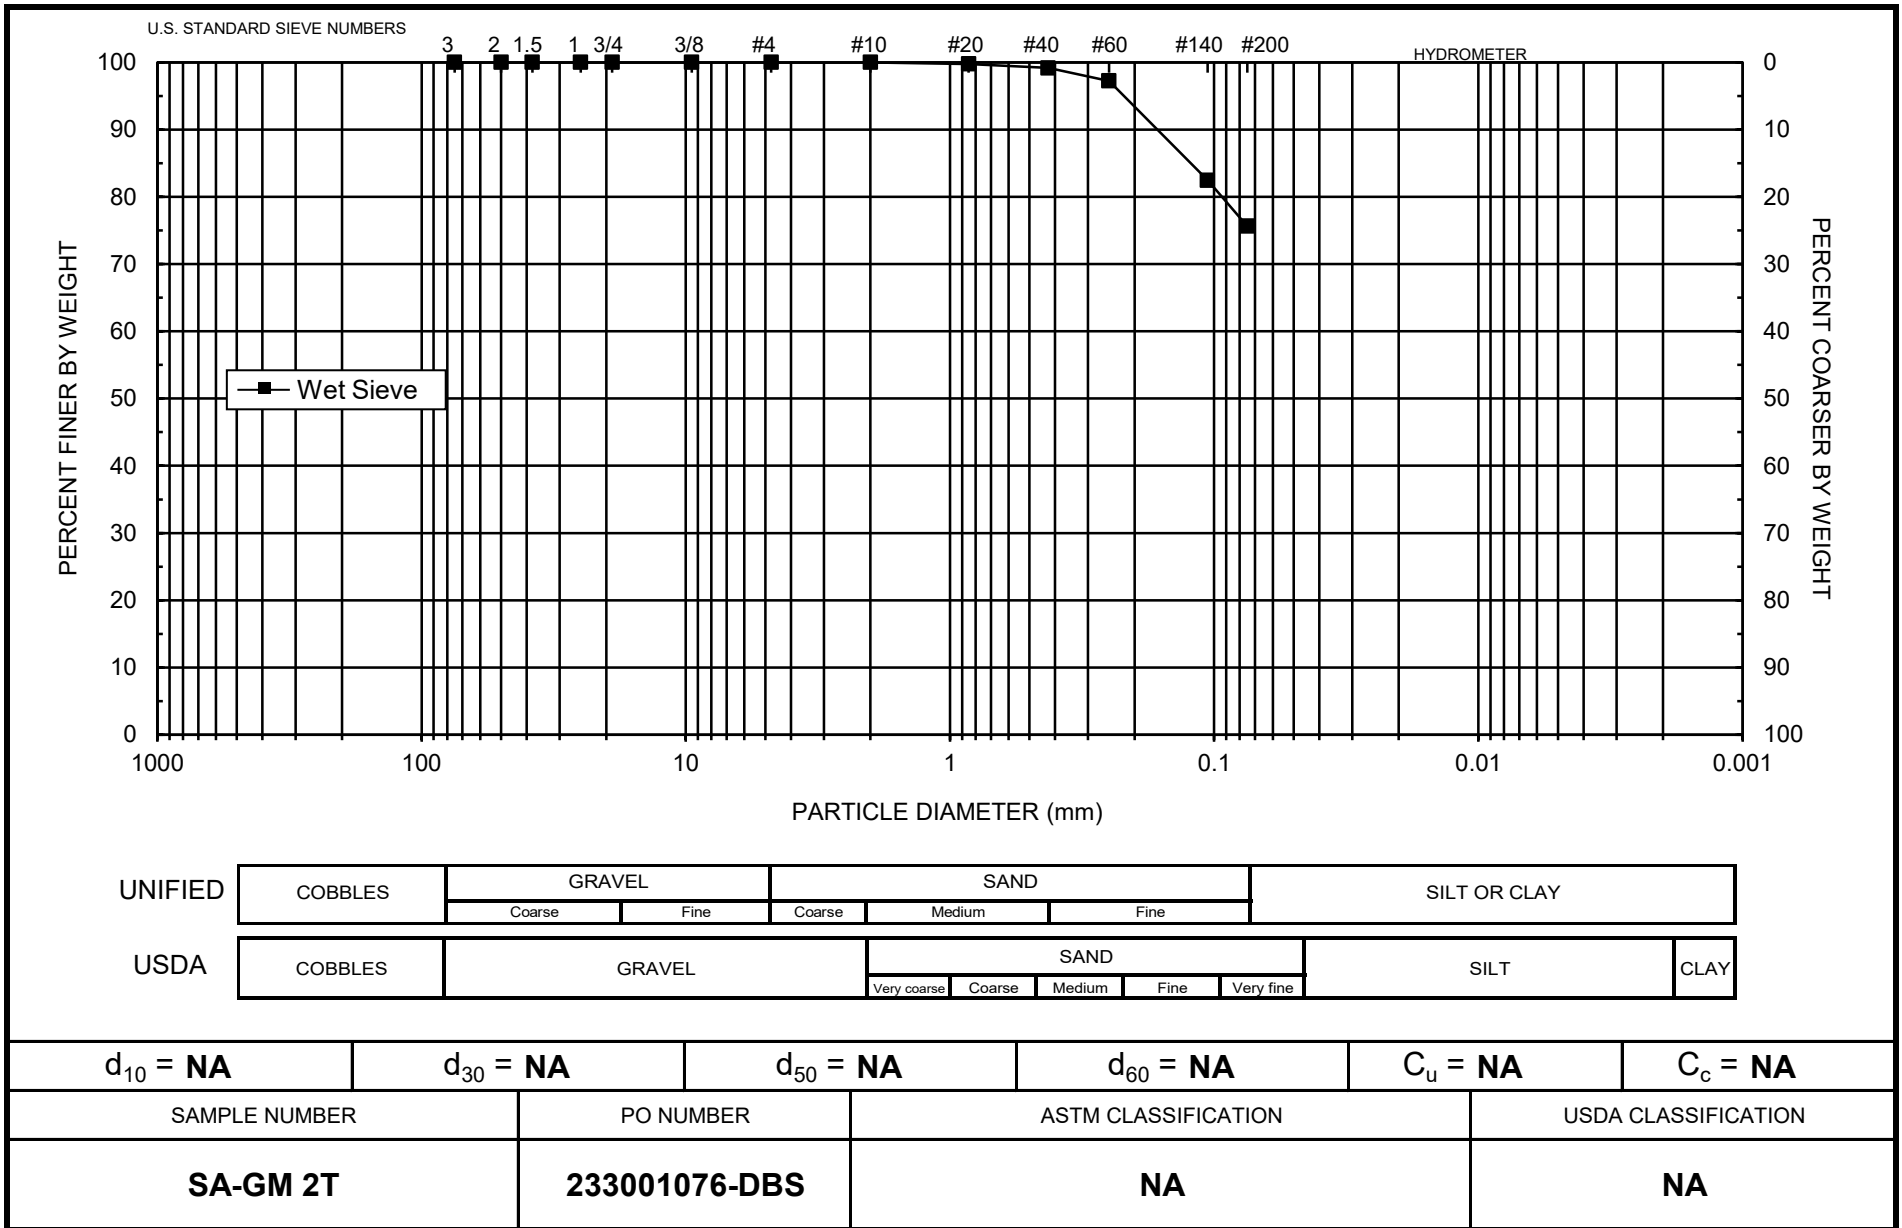 U.S. STANDARD SIEVE NUMBERS
3 2 1.5 1 3/4 3/8 #4 #10 #20 #40 #60 #140 #200
HYDROMETER
100 0
90 10
80 20
70 30
60 40
50 50
40 60
30 70
20 80
10 90
0 100
PERCENT FINER BY WEIGHT
PERCENT COARSER BY WEIGHT
Wet Sieve
1000 100 10 1 0.1 0.01 0.001
PARTICLE DIAMETER (mm)
UNIFIED COBBLES GRAVEL SAND SILT OR CLAY
Coarse Fine Coarse Medium Fine
USDA COBBLES GRAVEL SAND SILT CLAY
Very coarse Coarse Medium Fine Very fine
d10 = NA d30 = NA d50 = NA d60 = NA Cu = NA Cc = NA
SAMPLE NUMBER PO NUMBER ASTM CLASSIFICATION USDA CLASSIFICATION
SA-GM 2T 233001076-DBS NA NA